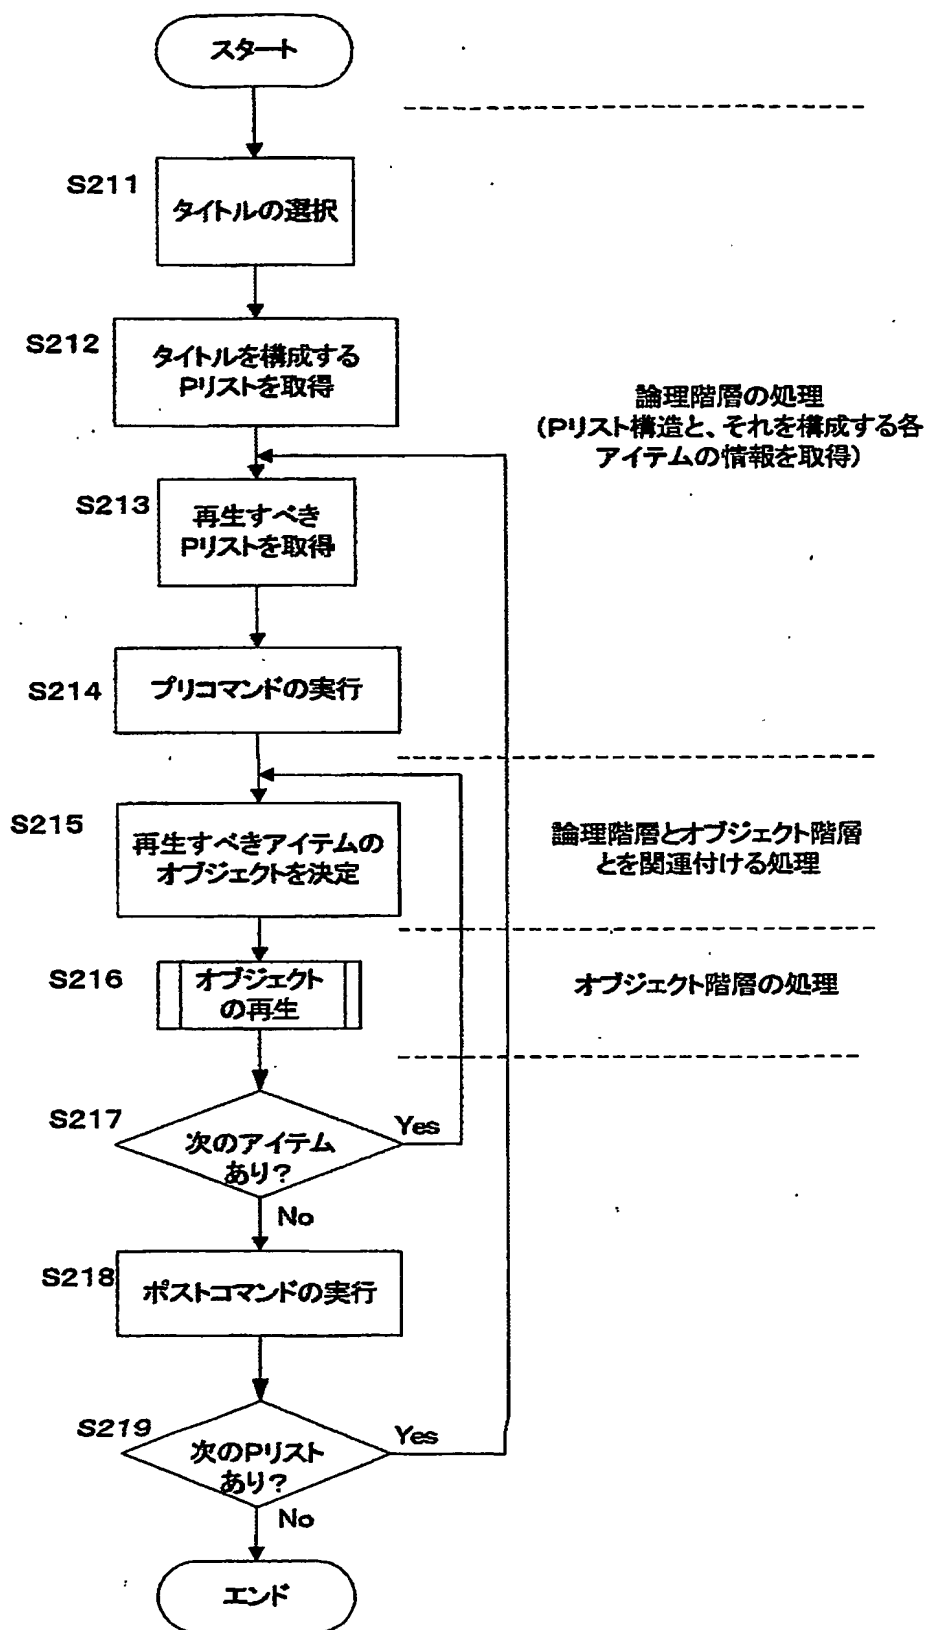 スタート
S211
タイトルの選択
S212
タイトルを構成する
Pリストを取得
論理階層の処理
(Pリスト構造と、それを構成する各
アイテムの情報を取得)
S213
再生すべき
Pリストを取得
S214
プリコマンドの実行
S215
再生すべきアイテムの
オブジェクトを決定
論理階層とオブジェクト階層
とを関連付ける処理
S216
オブジェクト
の再生
オブジェクト階層の処理
S217
次のアイテム
あり?
Yes
No
S218
ポストコマンドの実行
S219
次のPリスト
あり?
Yes
No
エンド